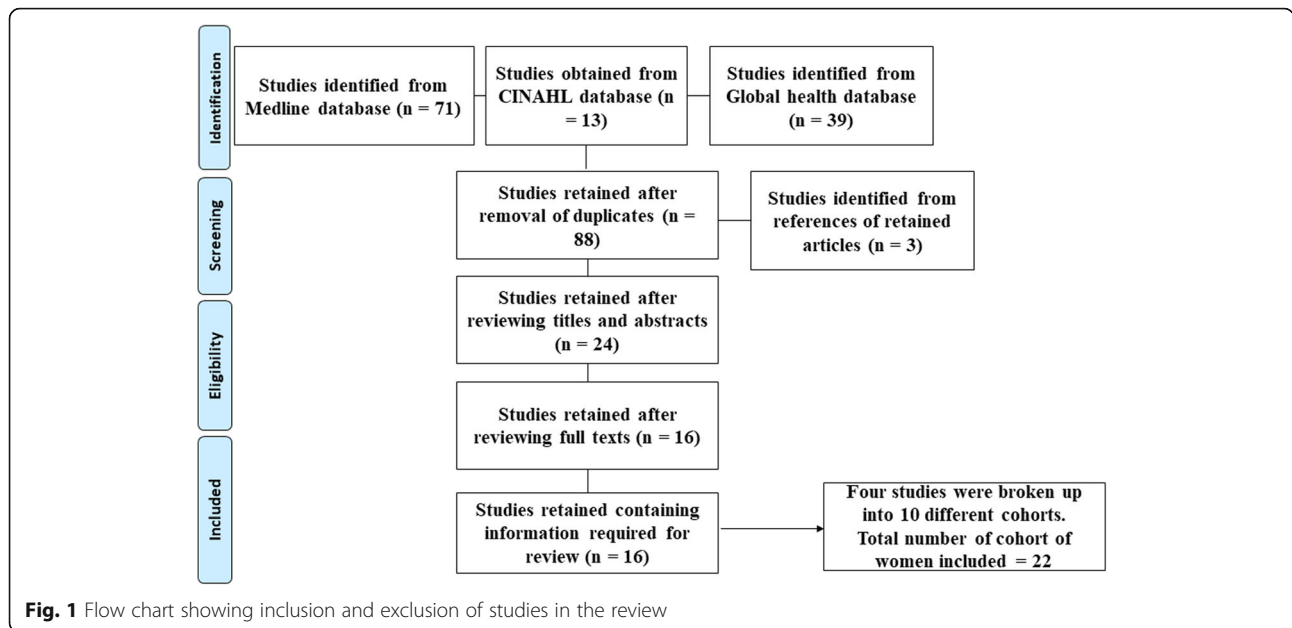 Identification
Studies identified from
Medline database (n = 71)
Studies obtained from
CINAHL database (n
= 13)
Studies identified from
Global health database
(n = 39)
Screening
Studies retained after
removal of duplicates (n =
88)
Studies identified from
references of retained
articles (n = 3)
Eligibility
Studies retained after
reviewing titles and abstracts
(n = 24)
Studies retained after
reviewing full texts (n = 16)
Included
Studies retained containing
information required for
review (n = 16)
Four studies were broken up
into 10 different cohorts.
Total number of cohort of
women included = 22
Fig. 1 Flow chart showing inclusion and exclusion of studies in the review